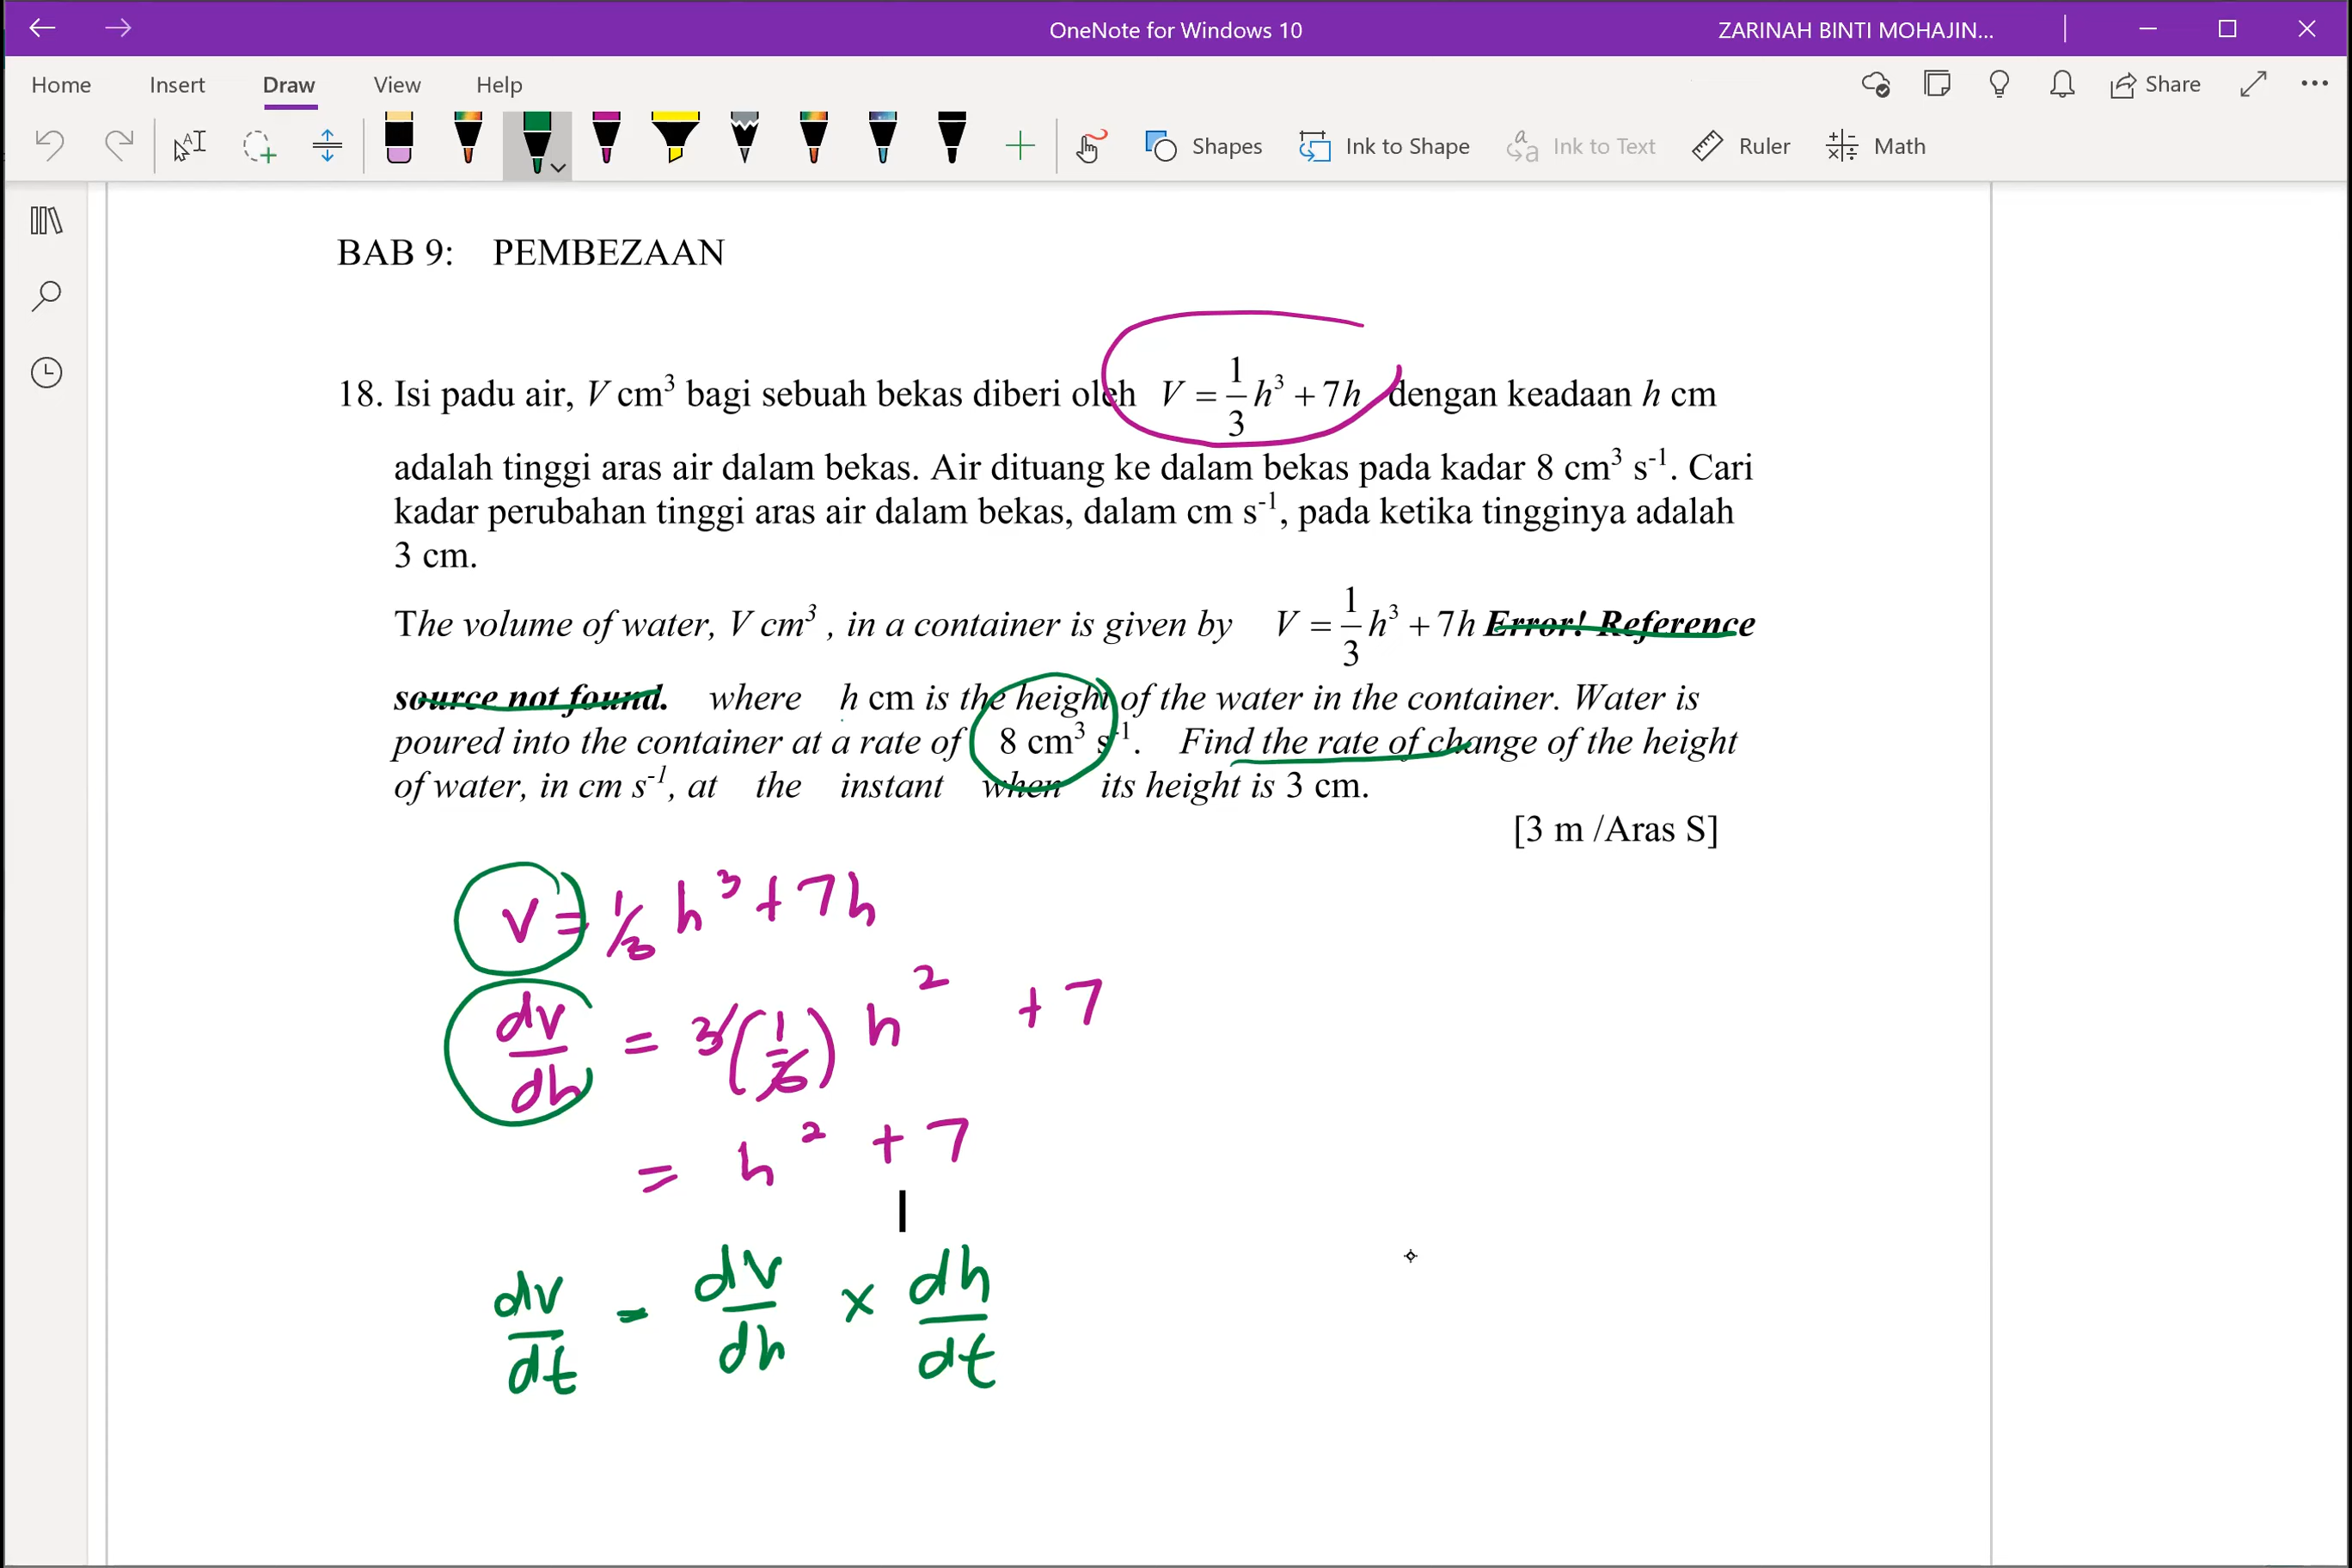 OneNote for Windows 10
ZARINAH BINTI MOHAJIN...
Home Insert Draw View Help
Share
Shapes Ink to Shape Ink to Text Ruler Math
BAB 9: PEMBEZAAN
18. Isi padu air, V cm³ bagi sebuah bekas diberi oleh V = 1/3 h³ + 7h dengan keadaan h cm
adalah tinggi aras air dalam bekas. Air dituang ke dalam bekas pada kadar 8 cm³ s⁻¹. Cari
kadar perubahan tinggi aras air dalam bekas, dalam cm s⁻¹, pada ketika tingginya adalah
3 cm.
The volume of water, V cm³ , in a container is given by V = 1/3 h³ + 7h Error! Reference
source not found. where h cm is the height of the water in the container. Water is
poured into the container at a rate of 8 cm³ s⁻¹. Find the rate of change of the height
of water, in cm s⁻¹, at the instant when its height is 3 cm.
[3 m /Aras S]
V = 1/3 h³ + 7h
dv/dh = 3(1/3) h² + 7
= h² + 7
dv/dt = dv/dh × dh/dt